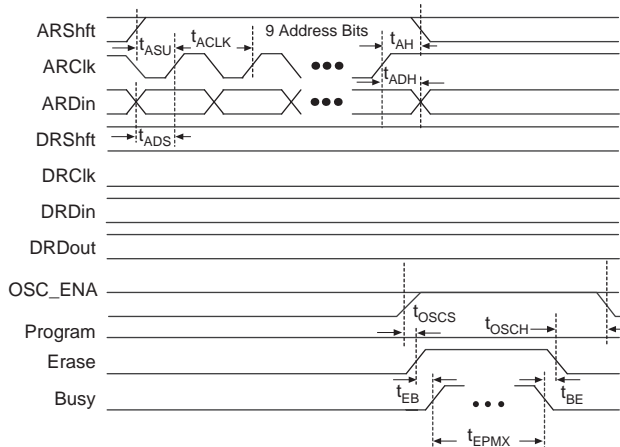 ARShft
tASU
tACLK
9 Address Bits
tAH
ARClk
tADH
ARDin
DRShft
tADS
DRClk
DRDin
DRDout
OSC_ENA
tOSCS
tOSCH
Program
Erase
tEB
tBE
Busy
tEPMX